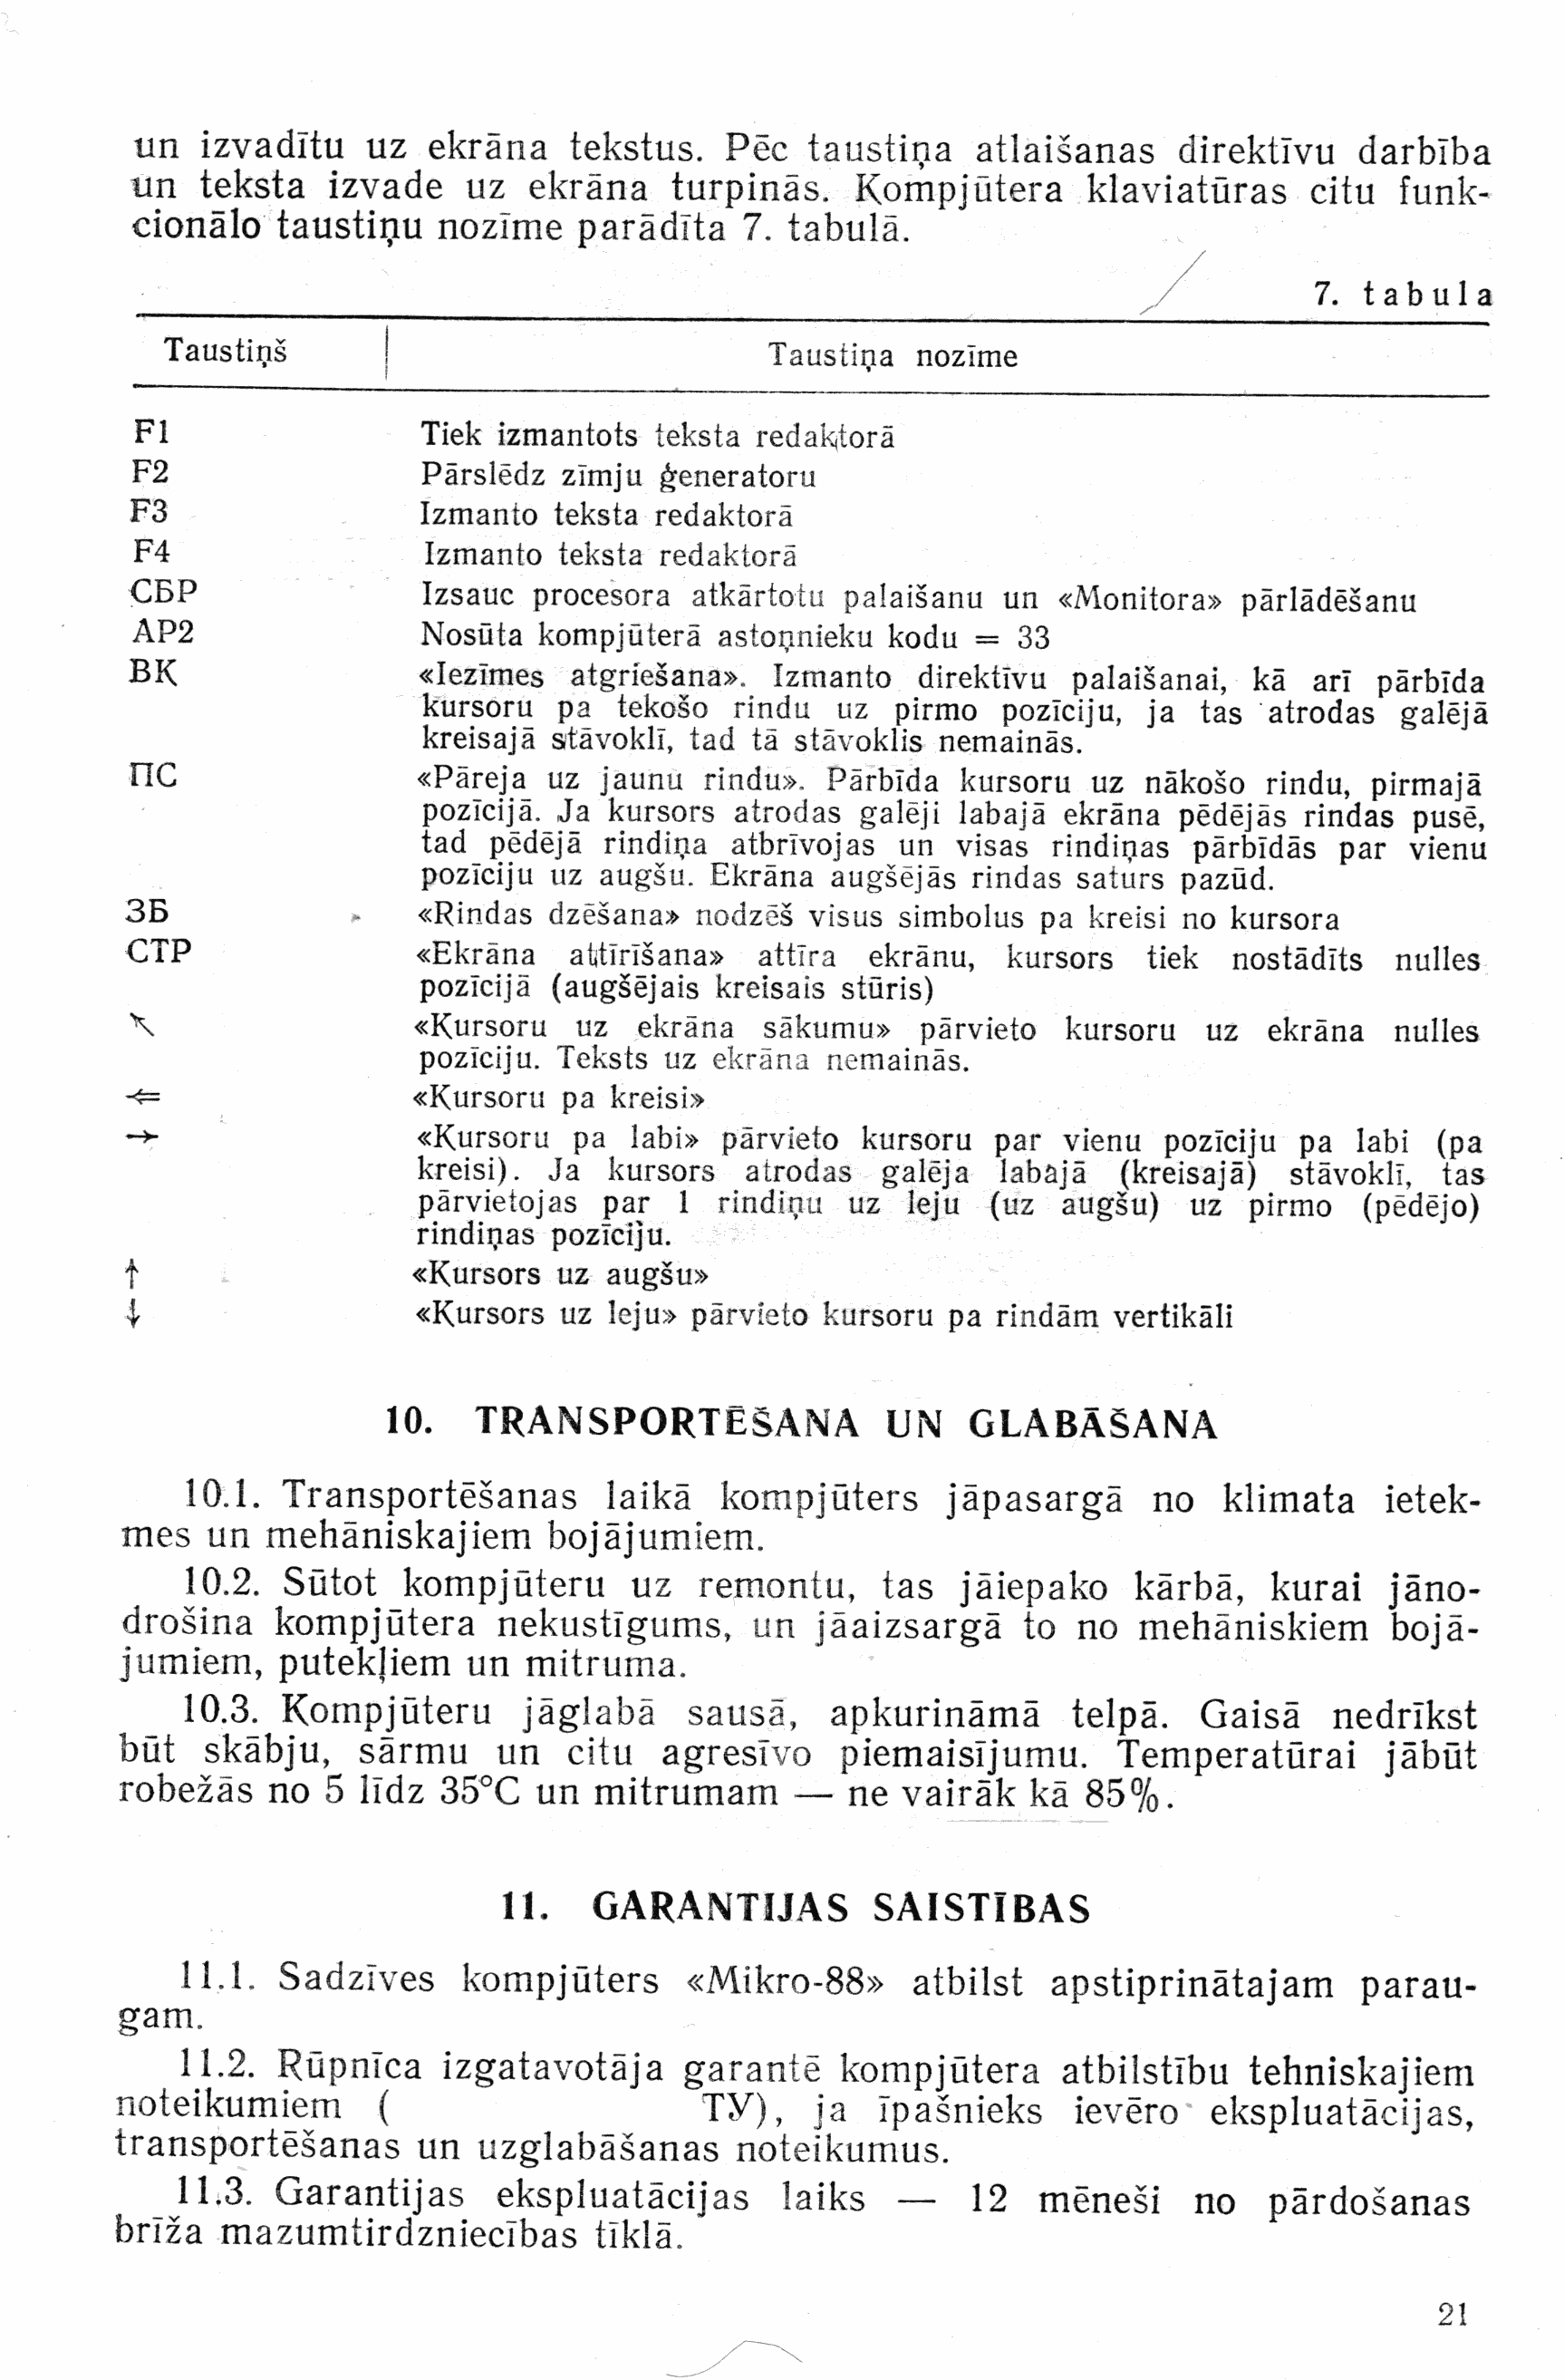 un izvadītu uz ekrāna tekstus. Pēc taustiņa atlaišanas direktīvu darbība
un teksta izvade uz ekrāna turpinās. Kompjūtera klaviatūras citu funk-
cionālo taustiņu nozīme parādīta 7. tabulā.
7. tabula
Taustiņš | Taustiņa nozīme
F1 Tiek izmantots teksta redaktorā
F2 Pārslēdz zīmju ģeneratoru
F3 Izmanto teksta redaktorā
F4 Izmanto teksta redaktorā
СБР Izsauc procesora atkārtotu palaišanu un «Monitora» pārlādēšanu
АР2 Nosūta kompjūterā astoņnieku kodu = 33
ВК «Iezīmes atgriešana». Izmanto direktīvu palaišanai, kā arī pārbīda
kursoru pa tekošo rindu uz pirmo pozīciju, ja tas atrodas galējā
kreisajā stāvoklī, tad tā stāvoklis nemainās.
ПС «Pāreja uz jaunu rindu». Pārbīda kursoru uz nākošo rindu, pirmajā
pozīcijā. Ja kursors atrodas galēji labajā ekrāna pēdējās rindas pusē,
tad pēdējā rindiņa atbrīvojas un visas rindiņas pārbīdās par vienu
pozīciju uz augšu. Ekrāna augšējās rindas saturs pazūd.
ЗБ «Rindas dzēšana» nodzēš visus simbolus pa kreisi no kursora
СТР «Ekrāna attīrīšana» attīra ekrānu, kursors tiek nostādīts nulles
pozīcijā (augšējais kreisais stūris)
↖ «Kursoru uz ekrāna sākumu» pārvieto kursoru uz ekrāna nulles
pozīciju. Teksts uz ekrāna nemainās.
← «Kursoru pa kreisi»
→ «Kursoru pa labi» pārvieto kursoru par vienu pozīciju pa labi (pa
kreisi). Ja kursors atrodas galēja labajā (kreisajā) stāvoklī, tas
pārvietojas par 1 rindiņu uz leju (uz augšu) uz pirmo (pēdējo)
rindiņas pozīciju.
↑ «Kursors uz augšu»
↓ «Kursors uz leju» pārvieto kursoru pa rindām vertikāli
10. TRANSPORTĒŠANA UN GLABĀŠANA
10.1. Transportēšanas laikā kompjūters jāpasargā no klimata ietek-
mes un mehāniskajiem bojājumiem.
10.2. Sūtot kompjūteru uz remontu, tas jāiepako kārbā, kurai jāno-
drošina kompjūtera nekustīgums, un jāaizsargā to no mehāniskiem bojā-
jumiem, putekļiem un mitruma.
10.3. Kompjūteru jāglabā sausā, apkurināmā telpā. Gaisā nedrīkst
būt skābju, sārmu un citu agresīvo piemaisījumu. Temperatūrai jābūt
robežās no 5 līdz 35°C un mitrumam — ne vairāk kā 85%.
11. GARANTIJAS SAISTĪBAS
11.1. Sadzīves kompjūters «Mikro-88» atbilst apstiprinātajam parau-
gam.
11.2. Rūpnīca izgatavotāja garantē kompjūtera atbilstību tehniskajiem
noteikumiem ( ТУ), ja īpašnieks ievēro ekspluatācijas,
transportēšanas un uzglabāšanas noteikumus.
11.3. Garantijas ekspluatācijas laiks — 12 mēneši no pārdošanas
brīža mazumtirdzniecības tīklā.
21